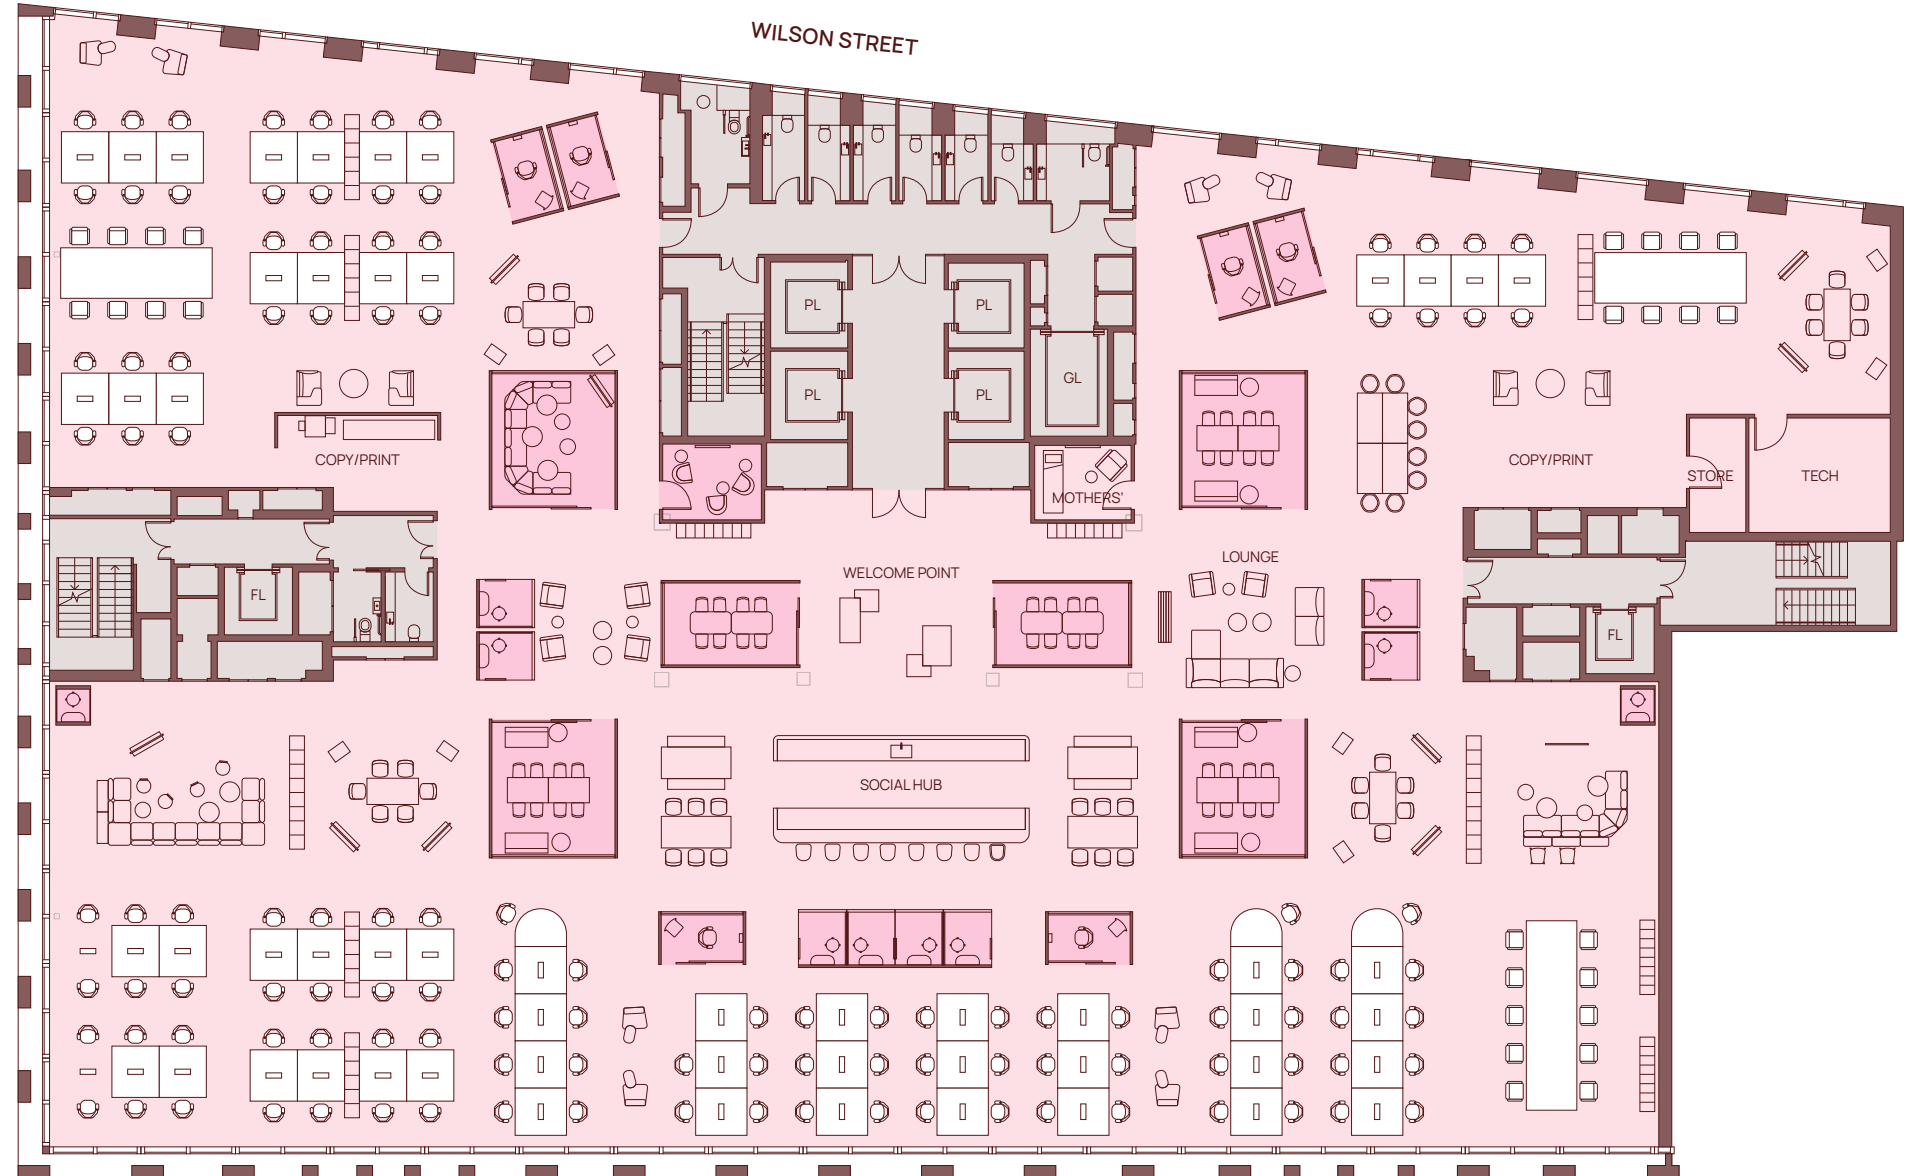 WILSON STREET
PL
PL
PL
PL
GL
COPY/PRINT
COPY/PRINT
STORE
TECH
MOTHERS'
LOUNGE
WELCOME POINT
FL
FL
SOCIAL HUB